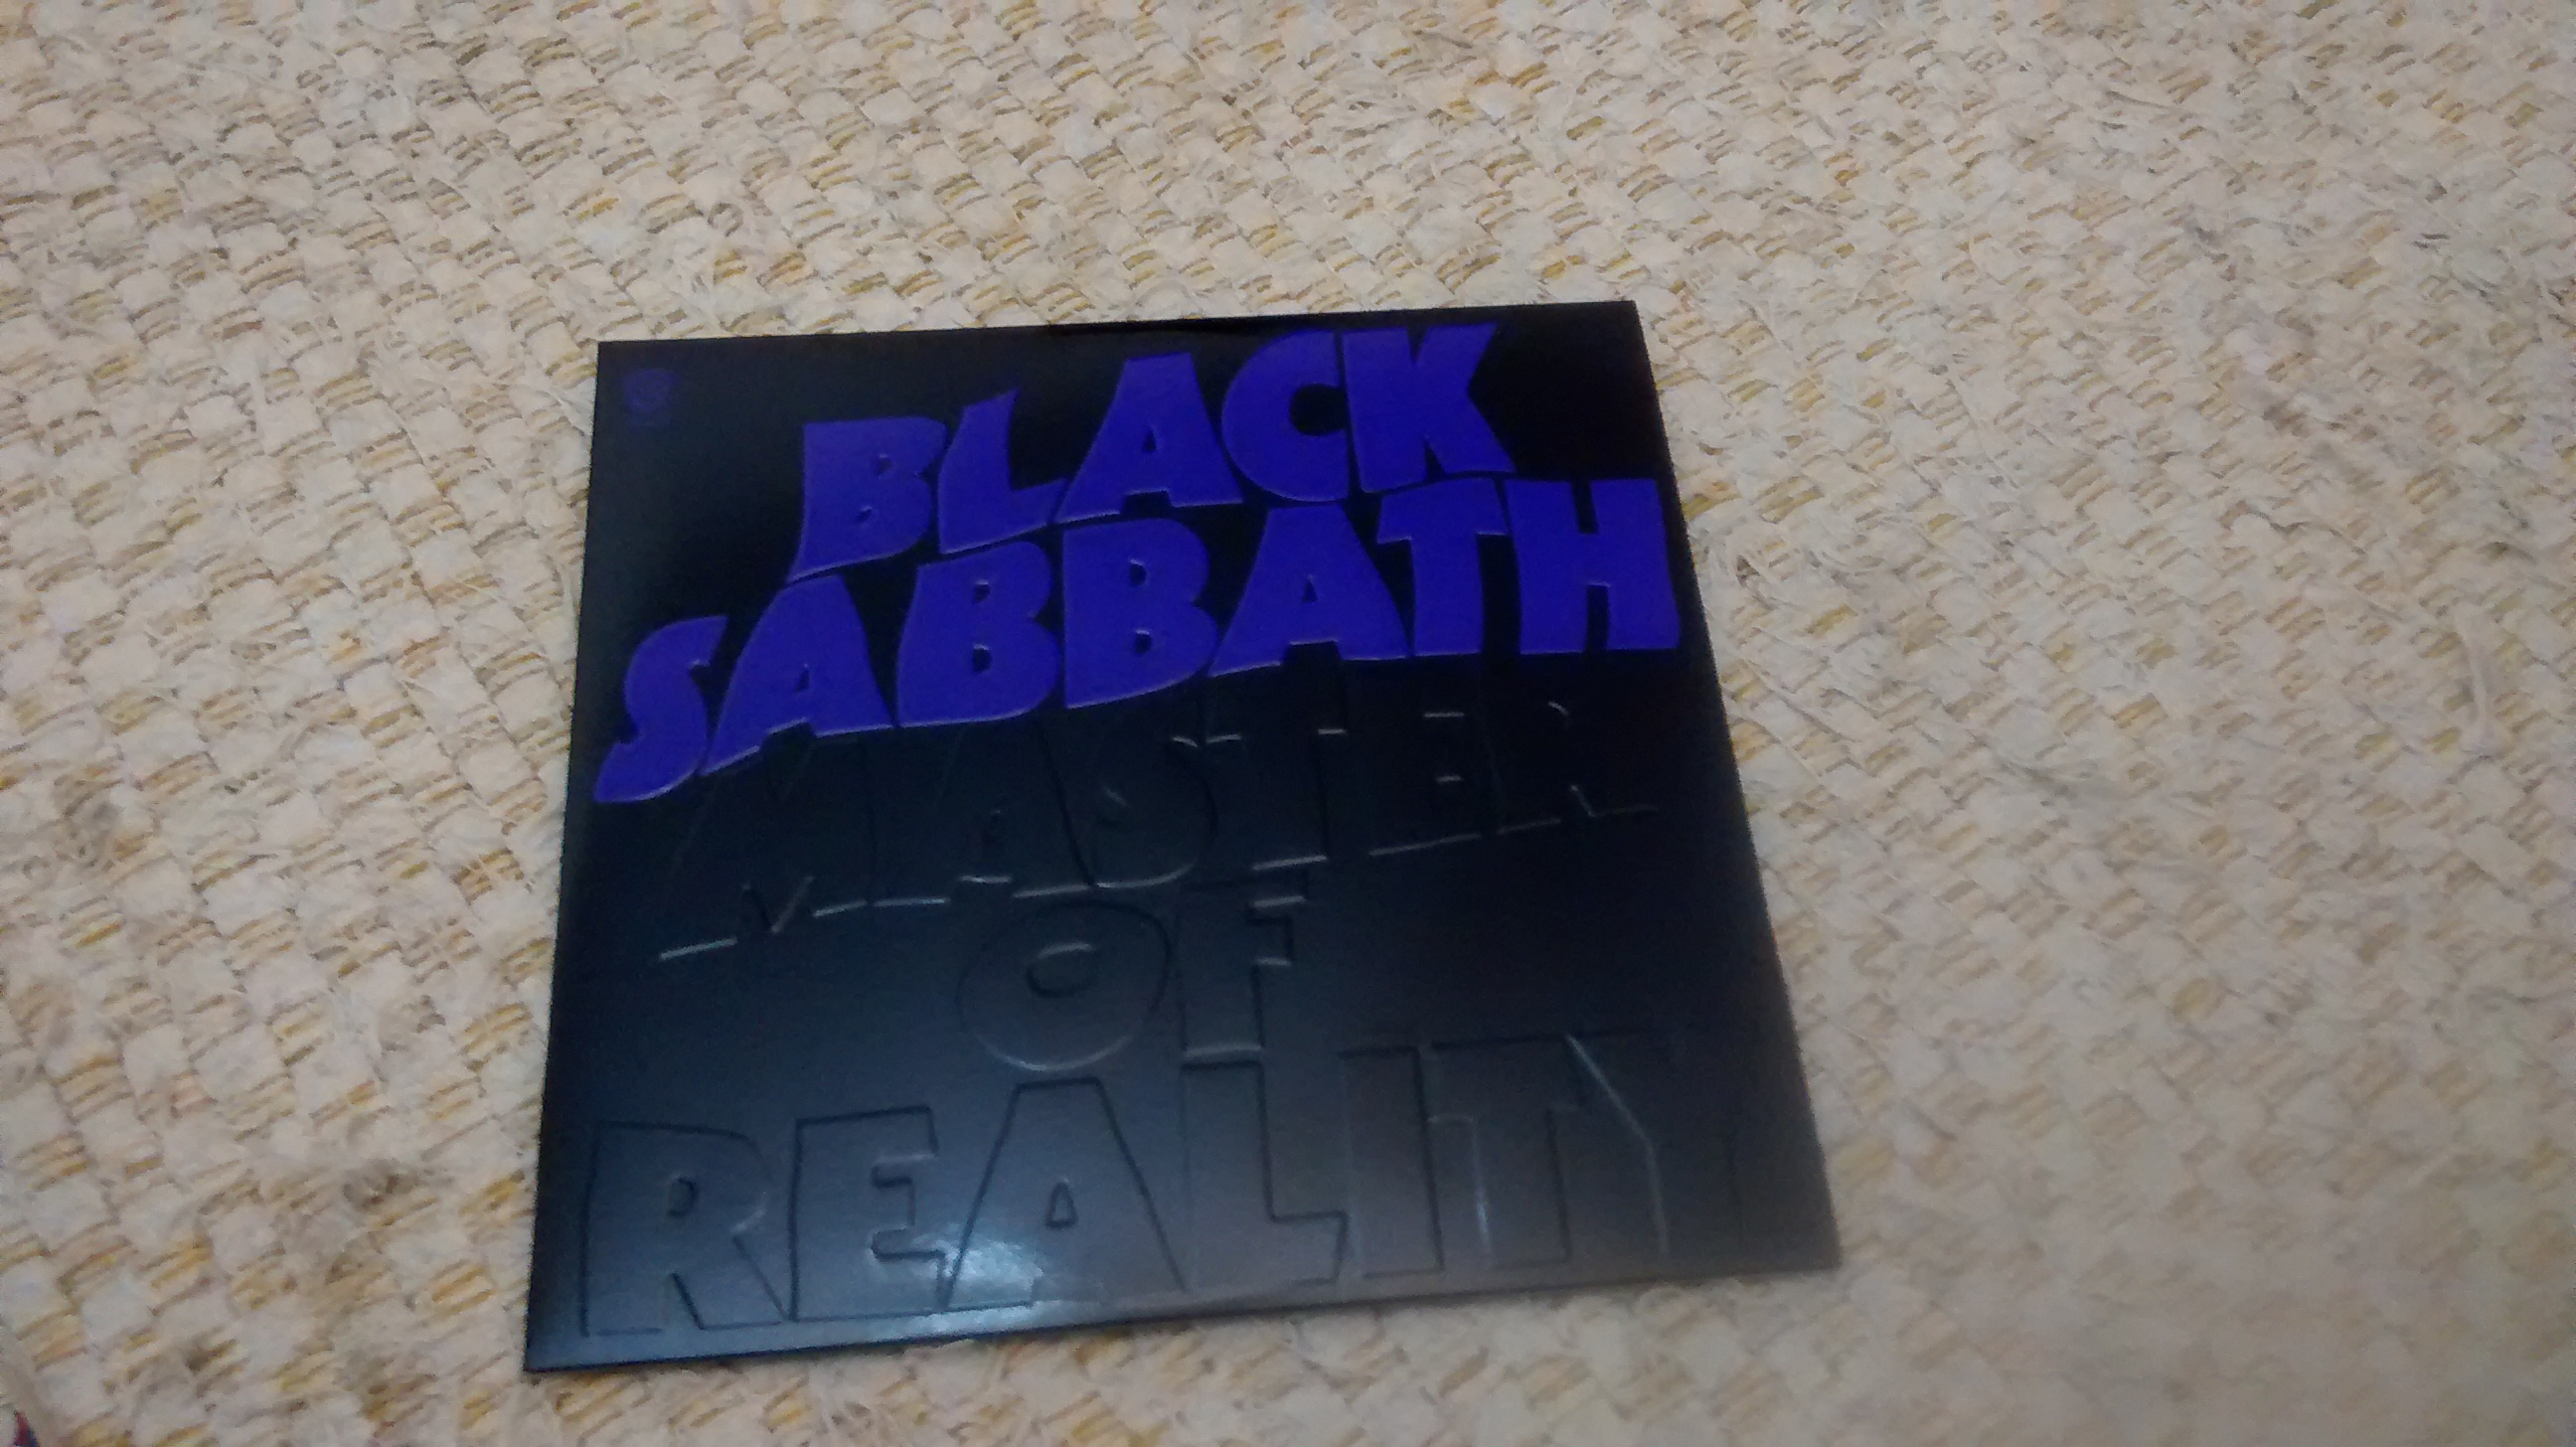 BLACK
SABBATH
MASTER
OF
REALITY